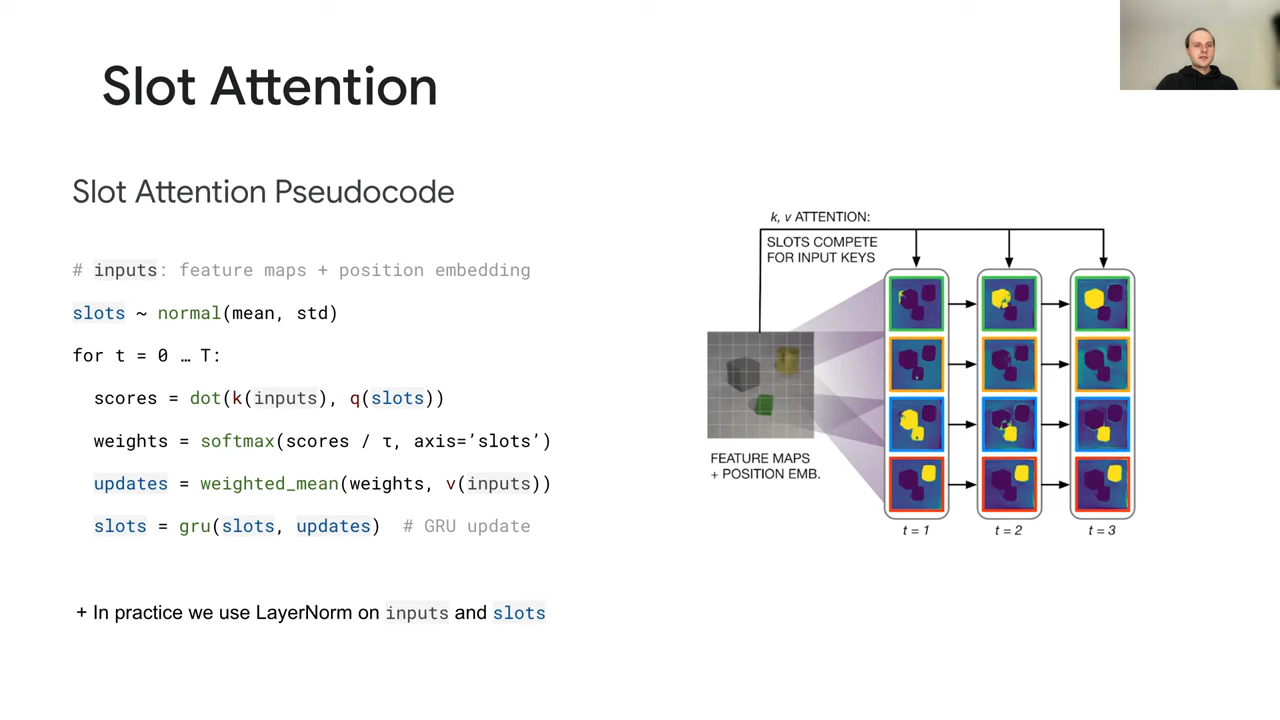 Slot Attention
Slot Attention Pseudocode
# inputs: feature maps + position embedding
slots ~ normal(mean, std)
for t = 0 … T:
scores = dot(k(inputs), q(slots))
weights = softmax(scores / τ, axis=’slots’)
updates = weighted_mean(weights, v(inputs))
slots = gru(slots, updates)  # GRU update
+ In practice we use LayerNorm on inputs and slots
k, v ATTENTION:
SLOTS COMPETE
FOR INPUT KEYS
FEATURE MAPS
+ POSITION EMB.
t = 1
t = 2
t = 3